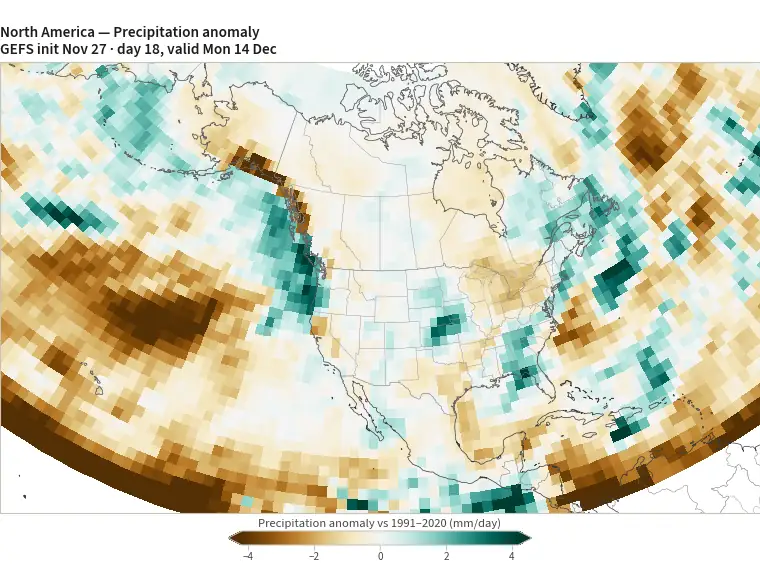 North America — Precipitation anomaly
GEFS init Nov 27 · day 18, valid Mon 14 Dec
Precipitation anomaly vs 1991–2020 (mm/day)
−4 −2 0 2 4